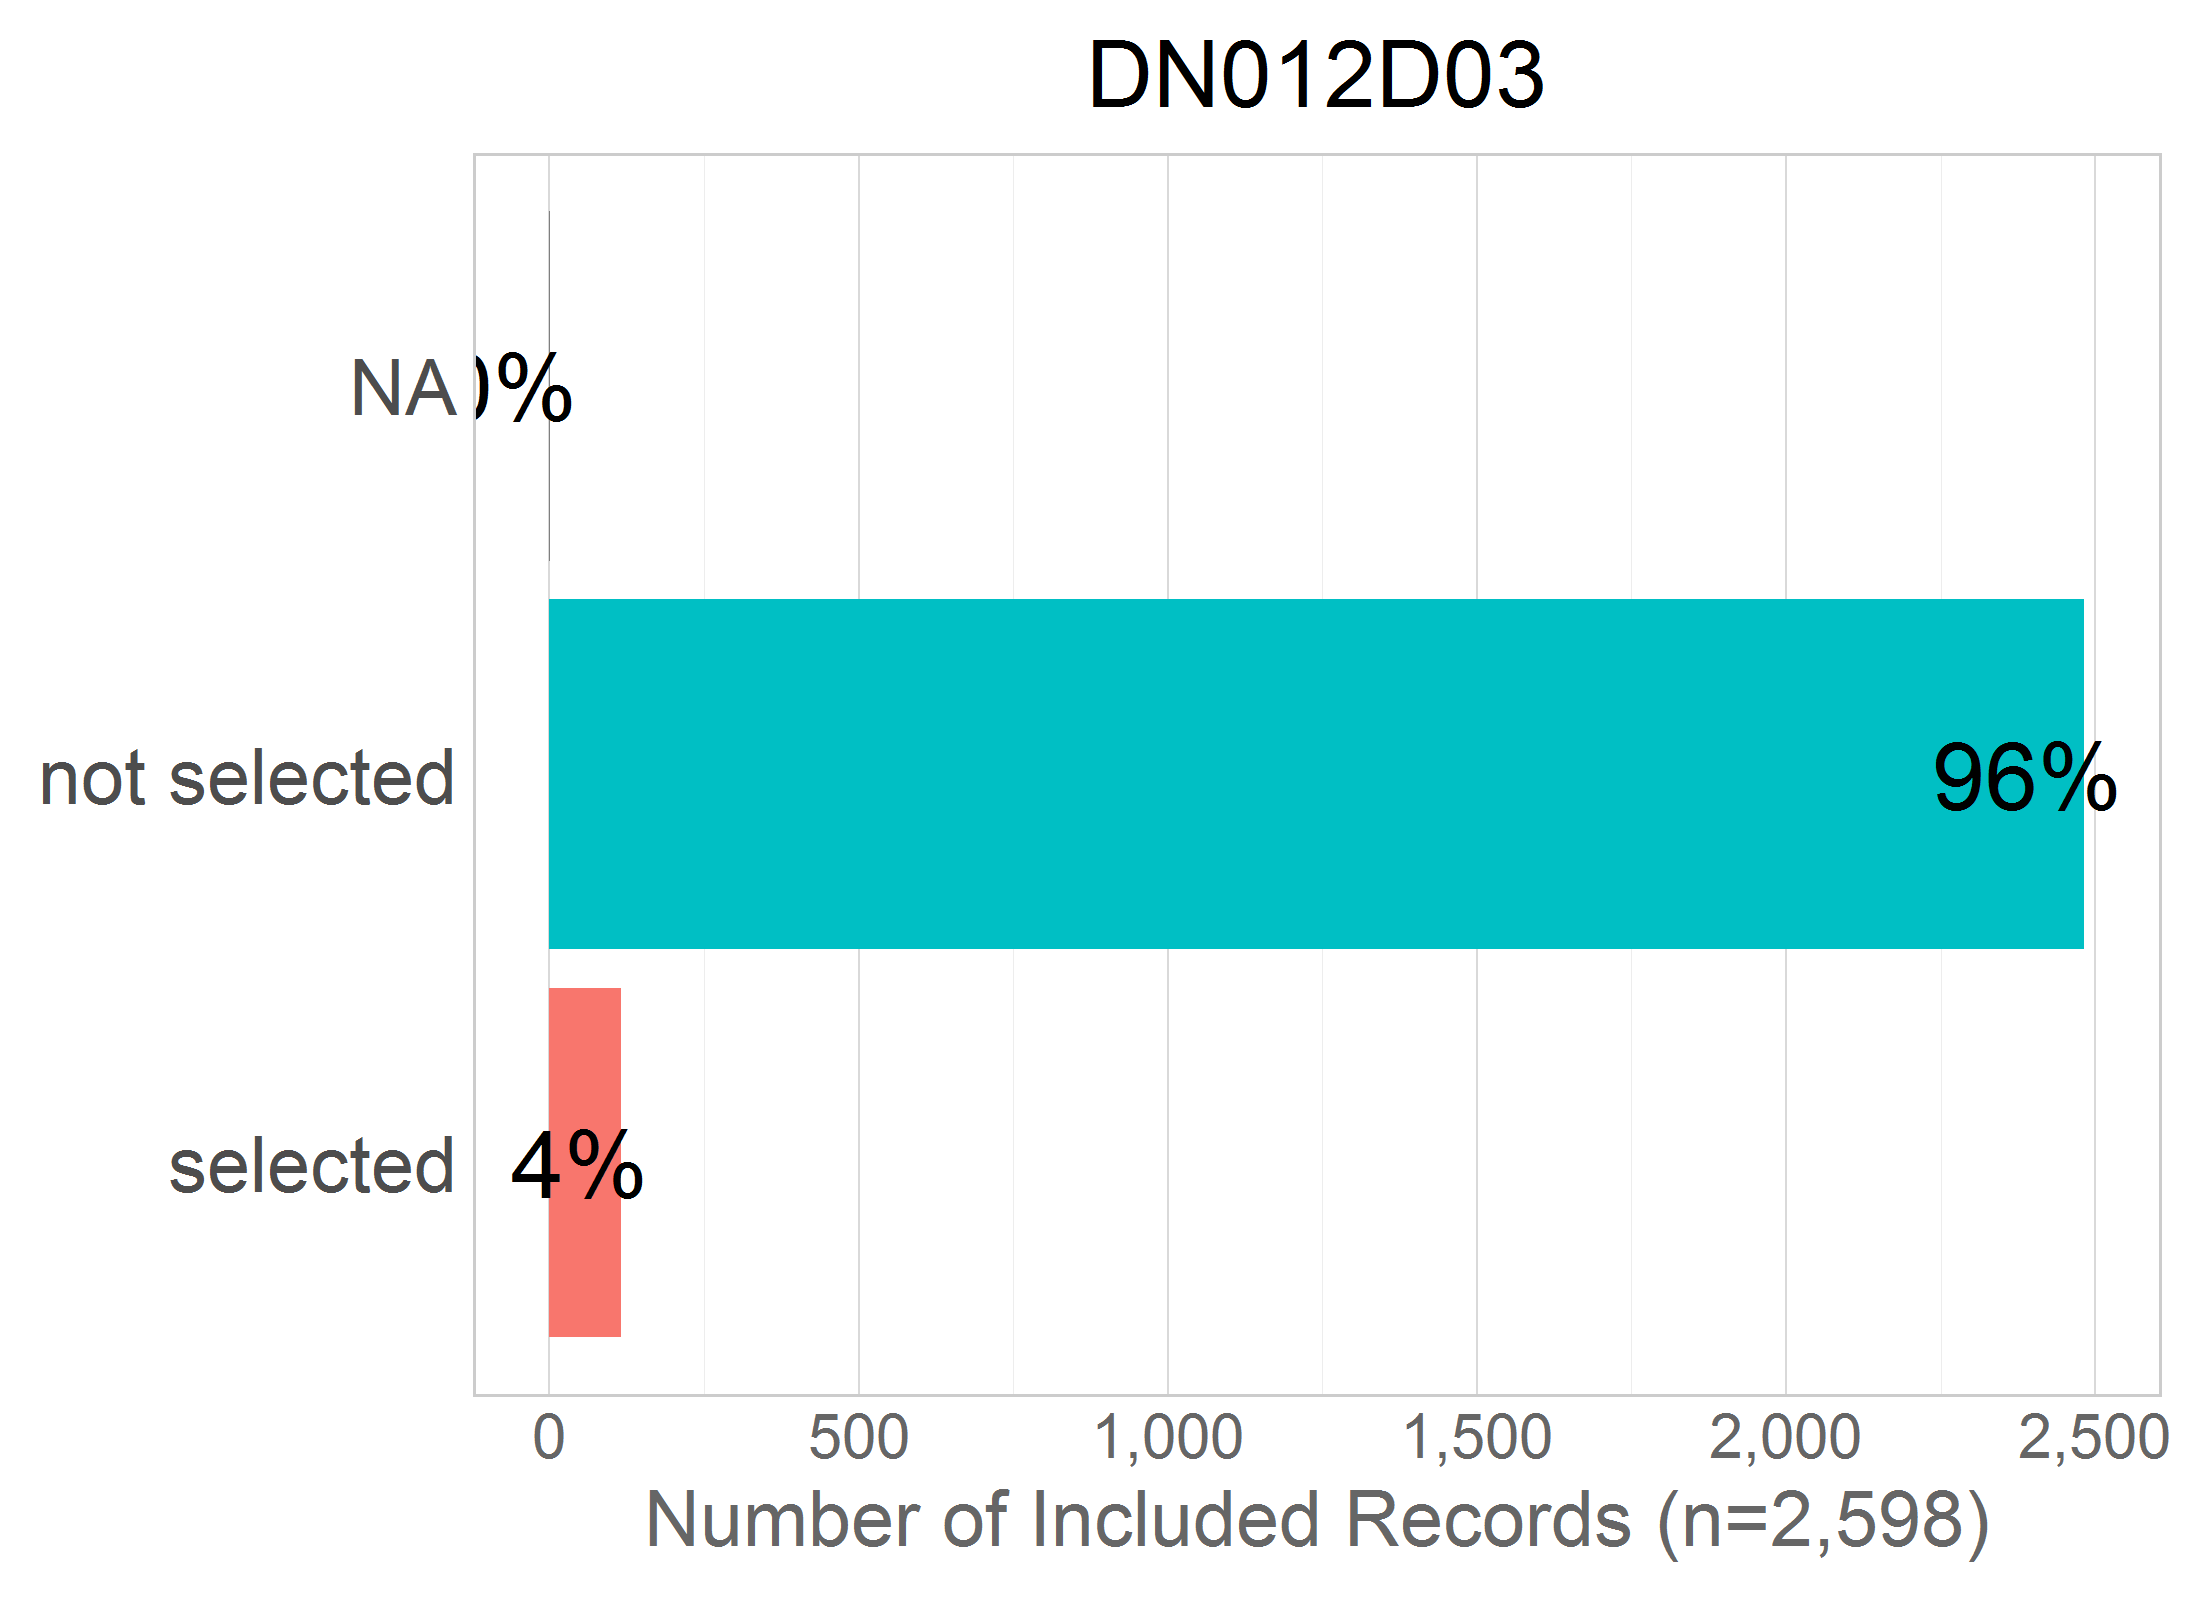 DN012D03
NA
0%
not selected
96%
selected
4%
0 500 1,000 1,500 2,000 2,500
Number of Included Records (n=2,598)